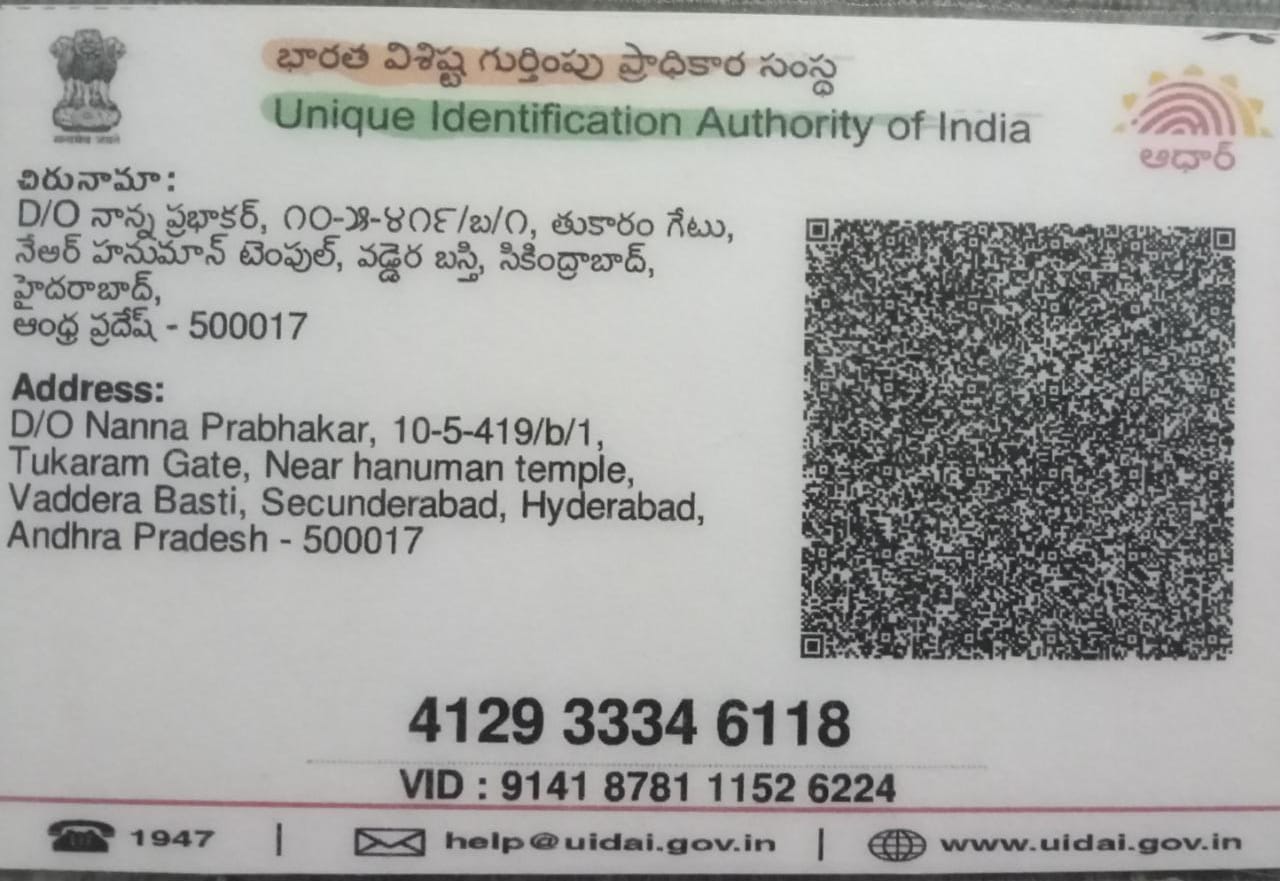 భారత విశిష్ట గుర్తింపు ప్రాధికార సంస్థ
Unique Identification Authority of India
ఆధార్
చిరునామా:
D/O నాన్న ప్రభాకర్, ౧౦-౫-౪౧౯/బ/౧, తుకారం గేటు,
నేఆర్ హనుమాన్ టెంపుల్, వడ్డెర బస్తి, సికింద్రాబాద్,
హైదరాబాద్,
ఆంధ్ర ప్రదేశ్ - 500017
Address:
D/O Nanna Prabhakar, 10-5-419/b/1,
Tukaram Gate, Near hanuman temple,
Vaddera Basti, Secunderabad, Hyderabad,
Andhra Pradesh - 500017
4129 3334 6118
VID : 9141 8781 1152 6224
1947 | help@uidai.gov.in | www.uidai.gov.in